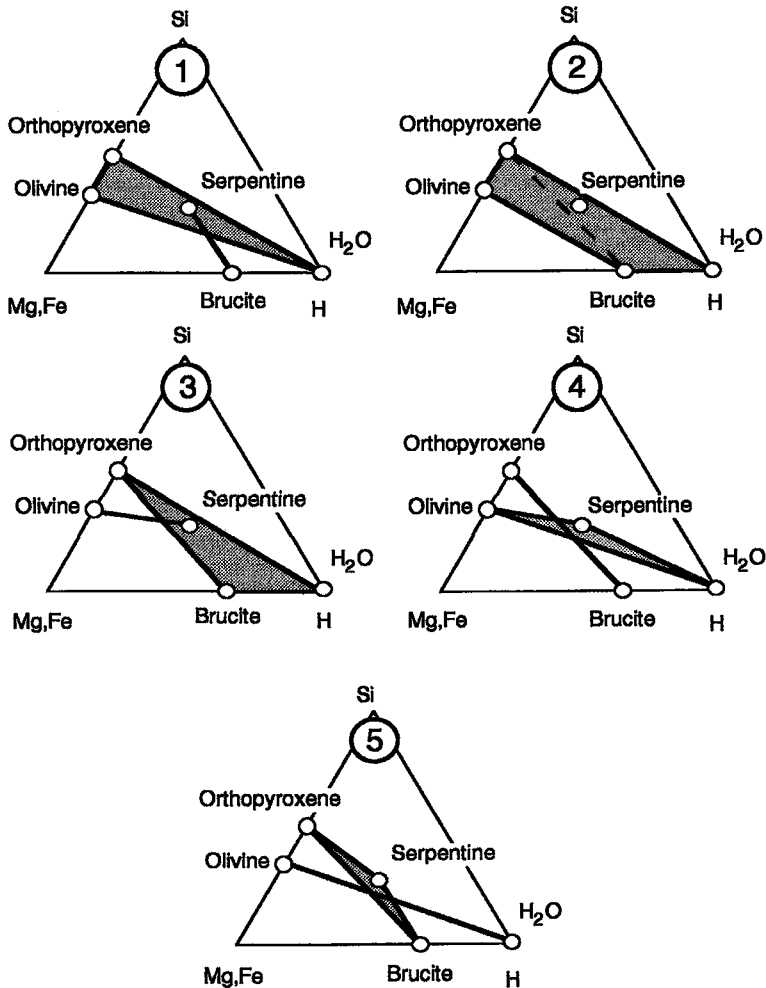 Si
1
Orthopyroxene
Olivine
Serpentine
H2O
Mg,Fe
Brucite
H
Si
2
Orthopyroxene
Olivine
Serpentine
H2O
Mg,Fe
Brucite
H
Si
3
Orthopyroxene
Olivine
Serpentine
H2O
Mg,Fe
Brucite
H
Si
4
Orthopyroxene
Olivine
Serpentine
H2O
Mg,Fe
Brucite
H
Si
5
Orthopyroxene
Olivine
Serpentine
H2O
Mg,Fe
Brucite
H